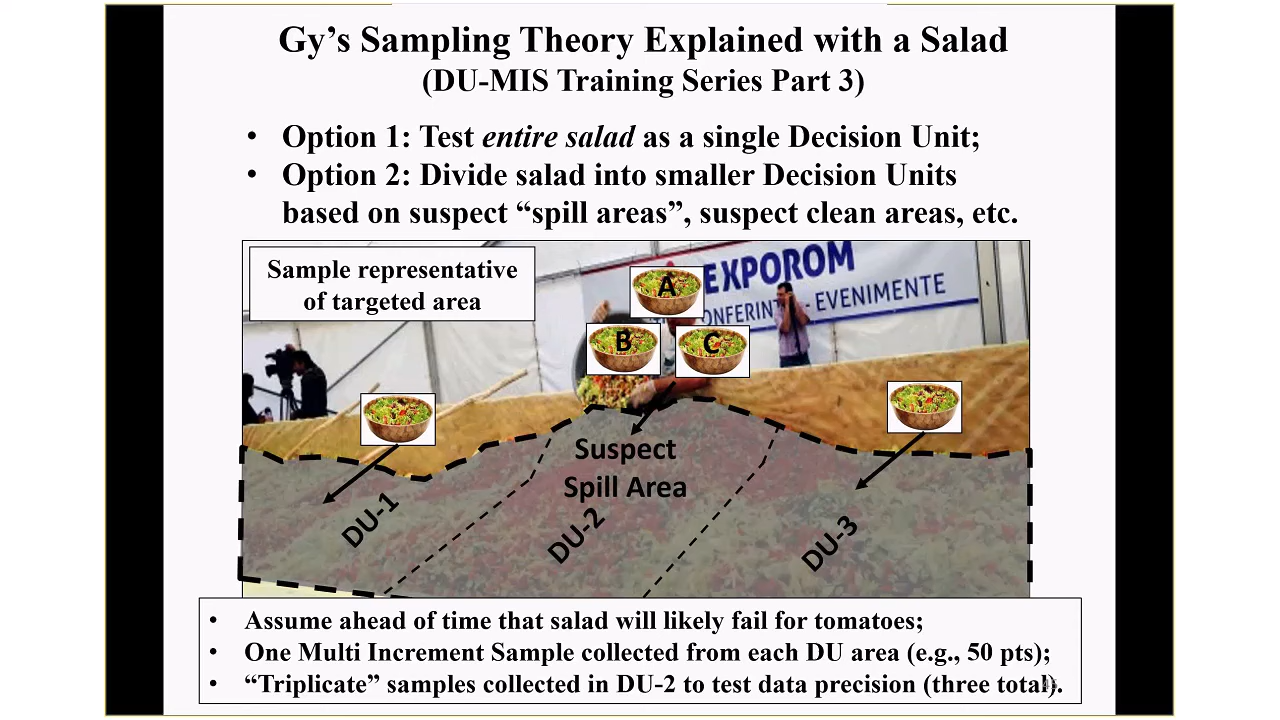 Gy’s Sampling Theory Explained with a Salad
(DU-MIS Training Series Part 3)
• Option 1: Test entire salad as a single Decision Unit;
• Option 2: Divide salad into smaller Decision Units
based on suspect “spill areas”, suspect clean areas, etc.
Sample representative
of targeted area
EXPOROM
ONFERINȚ - EVENIMENTE
A
B
C
Suspect
Spill Area
DU-1
DU-2
DU-3
• Assume ahead of time that salad will likely fail for tomatoes;
• One Multi Increment Sample collected from each DU area (e.g., 50 pts);
• “Triplicate” samples collected in DU-2 to test data precision (three total).